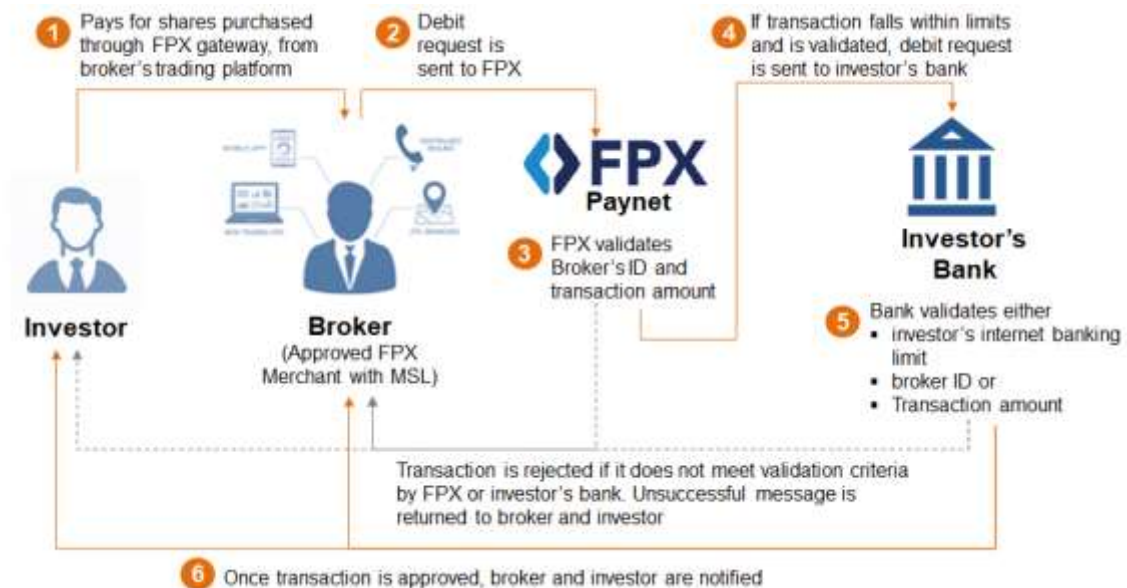 1 Pays for shares purchased
through FPX gateway, from
broker's trading platform
2 Debit
request is
sent to FPX
4 If transaction falls within limits
and is validated, debit request
is sent to investor's bank
MOBILE APP
FPX
Paynet
3 FPX validates
Broker's ID and
transaction amount
Investor's
Bank
5 Bank validates either
▪ investor's internet banking
limit
▪ broker ID or
▪ Transaction amount
Investor
Broker
(Approved FPX
Merchant with MSL)
Transaction is rejected if it does not meet validation criteria
by FPX or investor's bank. Unsuccessful message is
returned to broker and investor
6 Once transaction is approved, broker and investor are notified